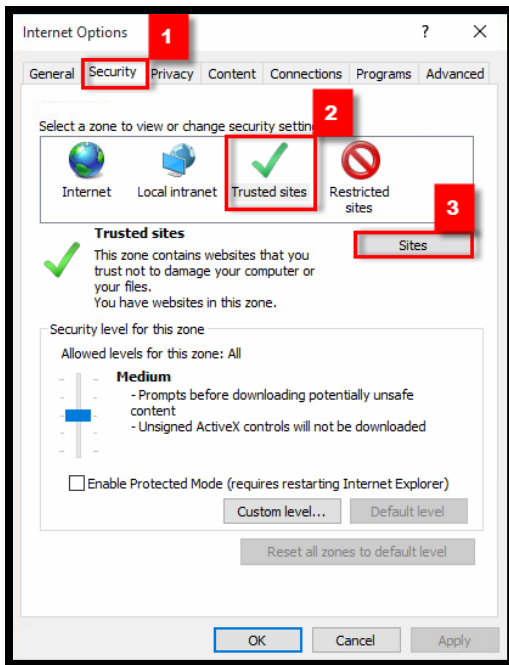 Internet Options
1
?
General Security Privacy Content Connections Programs Advanced
2
Select a zone to view or change security settin
Internet
Local intranet
Trusted sites
Restricted
sites
3
Sites
Trusted sites
This zone contains websites that you
trust not to damage your computer or
your files.
You have websites in this zone.
Security level for this zone
Allowed levels for this zone: All
Medium
- Prompts before downloading potentially unsafe
content
- Unsigned ActiveX controls will not be downloaded
Enable Protected Mode (requires restarting Internet Explorer)
Custom level...
Default level
Reset all zones to default level
OK
Cancel
Apply